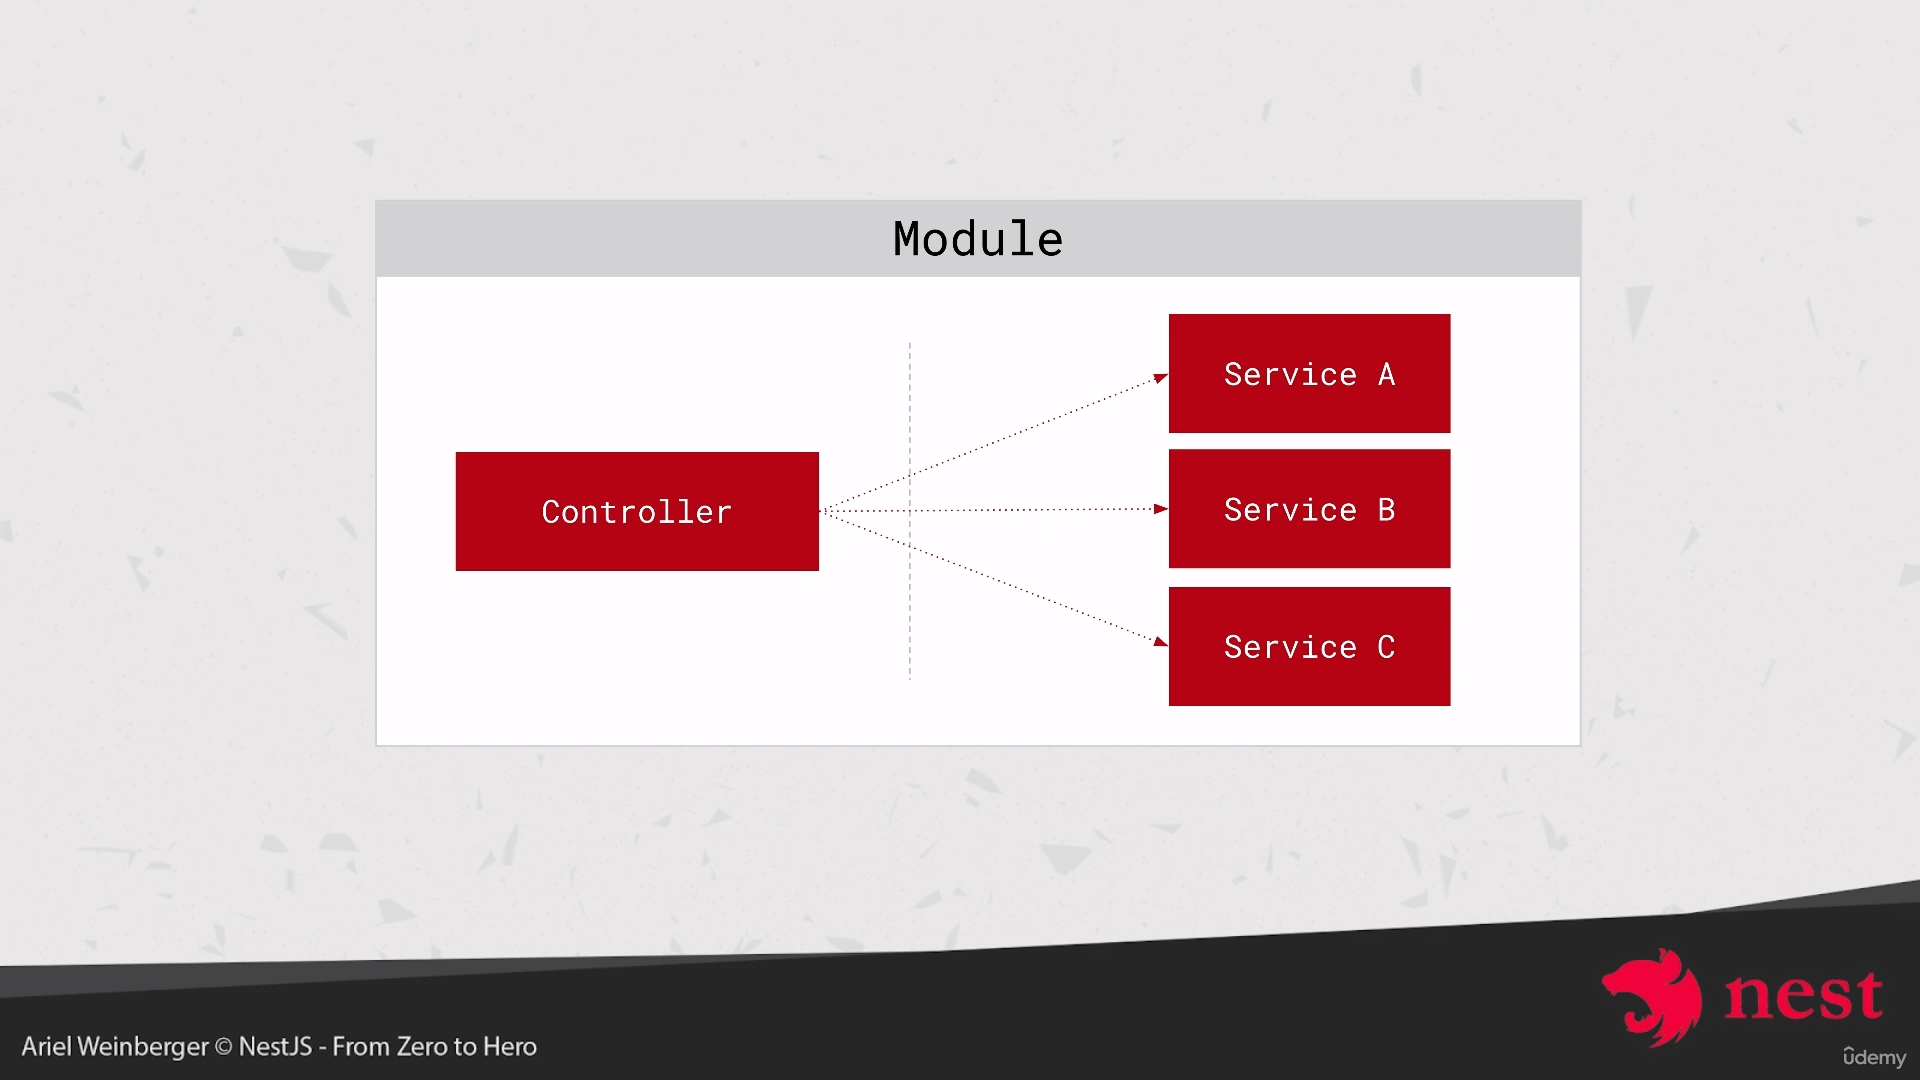 Module
Controller
Service A
Service B
Service C
nest
Ariel Weinberger © NestJS - From Zero to Hero
ûdemy